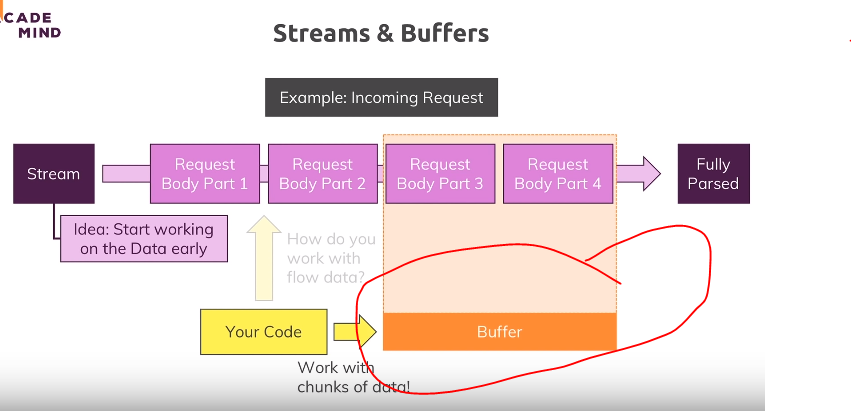 CADE
MIND
Streams & Buffers
Example: Incoming Request
Stream
Request
Body Part 1
Request
Body Part 2
Request
Body Part 3
Request
Body Part 4
Fully
Parsed
Idea: Start working
on the Data early
How do you
work with
flow data?
Your Code
Buffer
Work with
chunks of data!